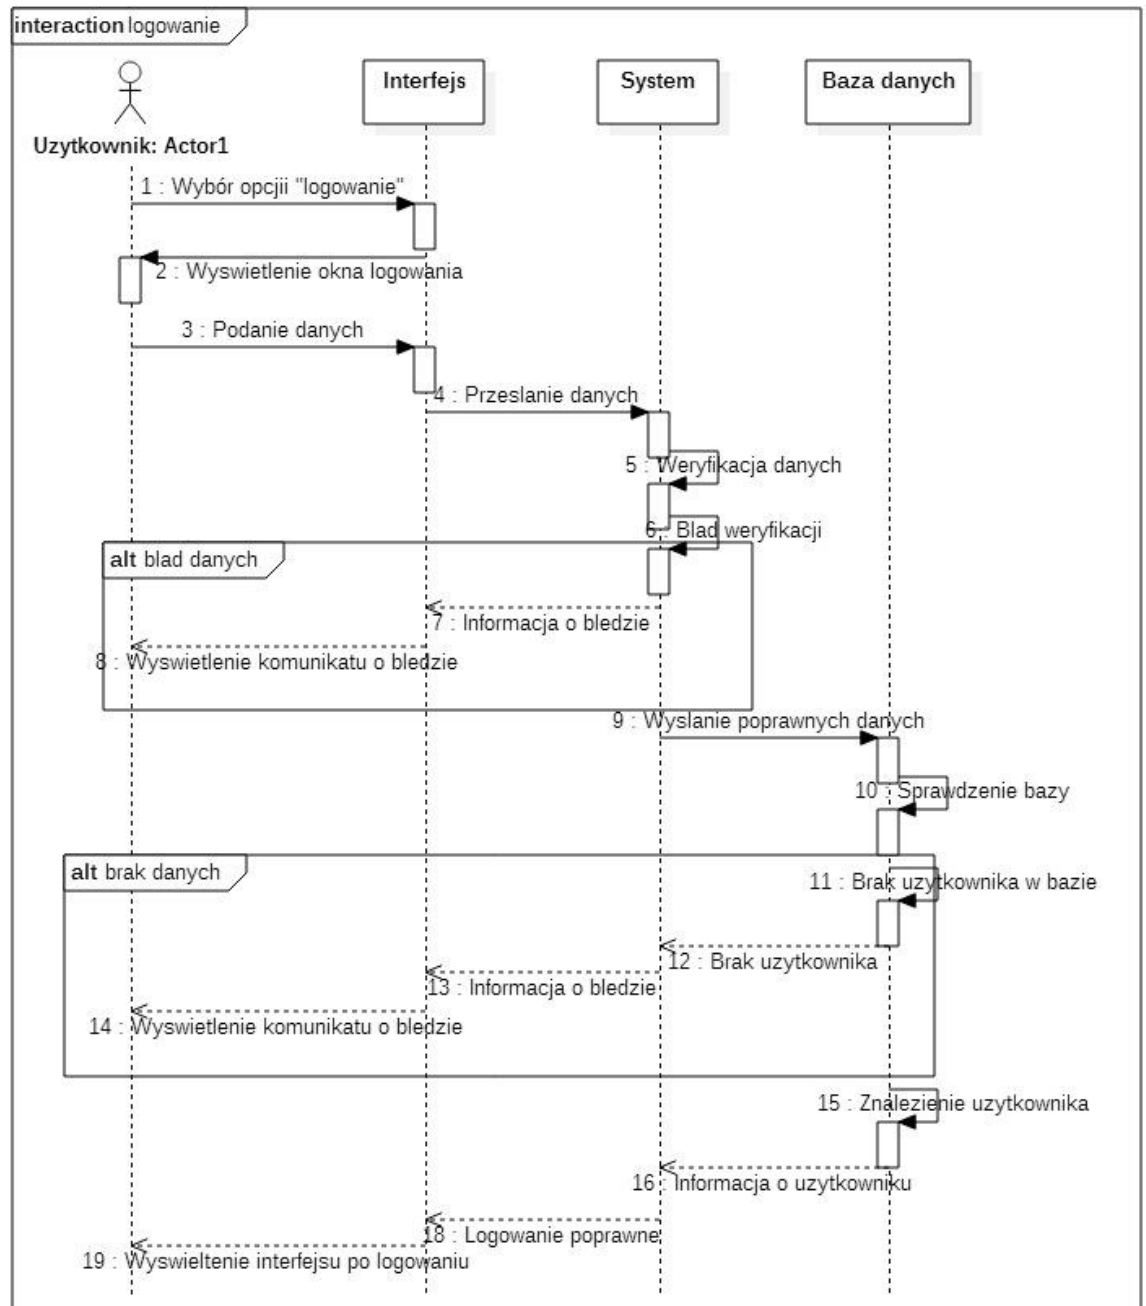 interaction logowanie
Interfejs
System
Baza danych
Uzytkownik: Actor1
1 : Wybór opcjii "logowanie"
2 : Wyswietlenie okna logowania
3 : Podanie danych
4 : Przeslanie danych
5 : Weryfikacja danych
6 : Blad weryfikacji
alt blad danych
7 : Informacja o bledzie
8 : Wyswietlenie komunikatu o bledzie
9 : Wyslanie poprawnych danych
10 : Sprawdzenie bazy
alt brak danych
11 : Brak uzytkownika w bazie
12 : Brak uzytkownika
13 : Informacja o bledzie
14 : Wyswietlenie komunikatu o bledzie
15 : Znalezienie uzytkownika
16 : Informacja o uzytkowniku
18 : Logowanie poprawne
19 : Wyswieltenie interfejsu po logowaniu